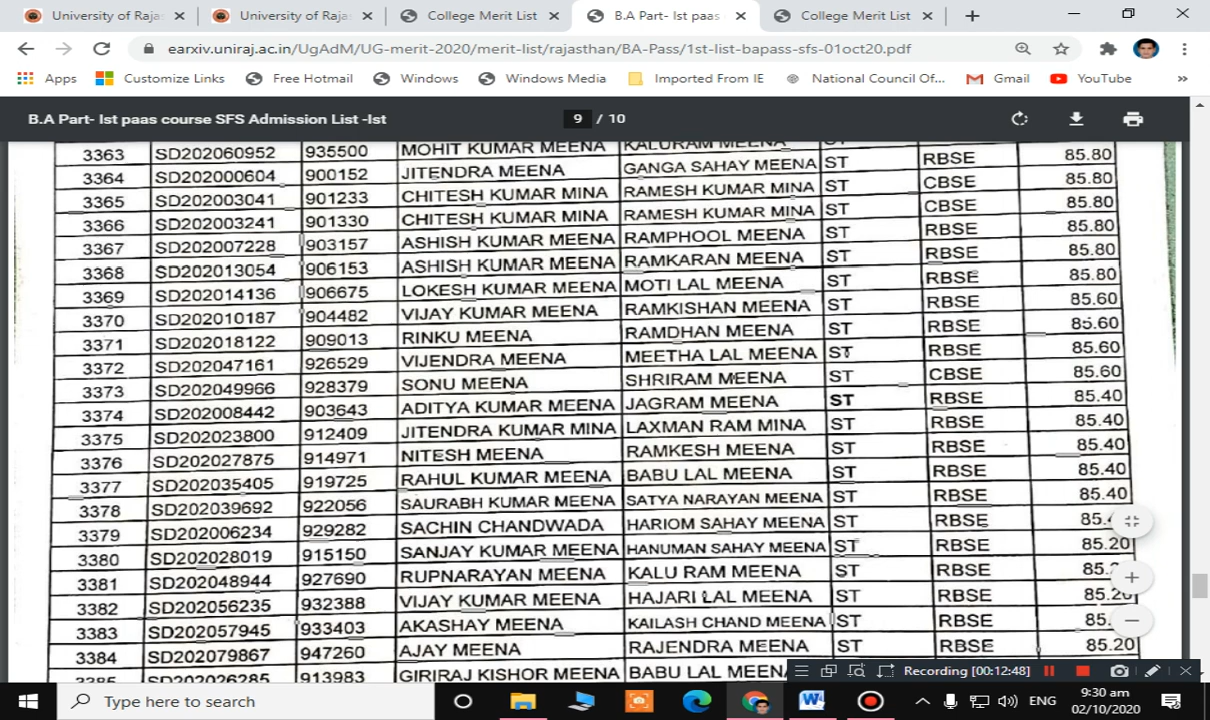 University of Rajas
University of Rajas
College Merit List
B.A Part- Ist paas
College Merit List
earxiv.uniraj.ac.in/UgAdM/UG-merit-2020/merit-list/rajasthan/BA-Pass/1st-list-bapass-sfs-01oct20.pdf
Apps Customize Links Free Hotmail Windows Windows Media Imported From IE National Council Of... Gmail YouTube »
B.A Part- Ist paas course SFS Admission List -Ist 9 / 10
3363 SD202060952 935500 MOHIT KUMAR MEENA KALURAM MEENA
3364 SD202000604 900152 JITENDRA MEENA GANGA SAHAY MEENA ST RBSE 85.80
3365 SD202003041 901233 CHITESH KUMAR MINA RAMESH KUMAR MINA ST CBSE 85.80
3366 SD202003241 901330 CHITESH KUMAR MINA RAMESH KUMAR MINA ST CBSE 85.80
3367 SD202007228 903157 ASHISH KUMAR MEENA RAMPHOOL MEENA ST RBSE 85.80
3368 SD202013054 906153 ASHISH KUMAR MEENA RAMKARAN MEENA ST RBSE 85.80
3369 SD202014136 906675 LOKESH KUMAR MEENA MOTI LAL MEENA ST RBSE 85.80
3370 SD202010187 904482 VIJAY KUMAR MEENA RAMKISHAN MEENA ST RBSE 85.60
3371 SD202018122 909013 RINKU MEENA RAMDHAN MEENA ST RBSE 85.60
3372 SD202047161 926529 VIJENDRA MEENA MEETHA LAL MEENA ST RBSE 85.60
3373 SD202049966 928379 SONU MEENA SHRIRAM MEENA ST CBSE 85.60
3374 SD202008442 903643 ADITYA KUMAR MEENA JAGRAM MEENA ST RBSE 85.40
3375 SD202023800 912409 JITENDRA KUMAR MINA LAXMAN RAM MINA ST RBSE 85.40
3376 SD202027875 914971 NITESH MEENA RAMKESH MEENA ST RBSE 85.40
3377 SD202035405 919725 RAHUL KUMAR MEENA BABU LAL MEENA ST RBSE 85.40
3378 SD202039692 922056 SAURABH KUMAR MEENA SATYA NARAYAN MEENA ST RBSE 85.40
3379 SD202006234 929282 SACHIN CHANDWADA HARIOM SAHAY MEENA ST RBSE 85.
3380 SD202028019 915150 SANJAY KUMAR MEENA HANUMAN SAHAY MEENA ST RBSE 85.20
3381 SD202048944 927690 RUPNARAYAN MEENA KALU RAM MEENA ST RBSE 85.
3382 SD202056235 932388 VIJAY KUMAR MEENA HAJARI LAL MEENA ST RBSE 85.20
3383 SD202057945 933403 AKASHAY MEENA KAILASH CHAND MEENA ST RBSE 85.
3384 SD202079867 947260 AJAY MEENA RAJENDRA MEENA ST RBSE 85.20
3385 SD202026285 913983 GIRIRAJ KISHOR MEENA BABU LAL MEENA
Recording [00:12:48]
Type here to search
ENG
9:30 am
02/10/2020